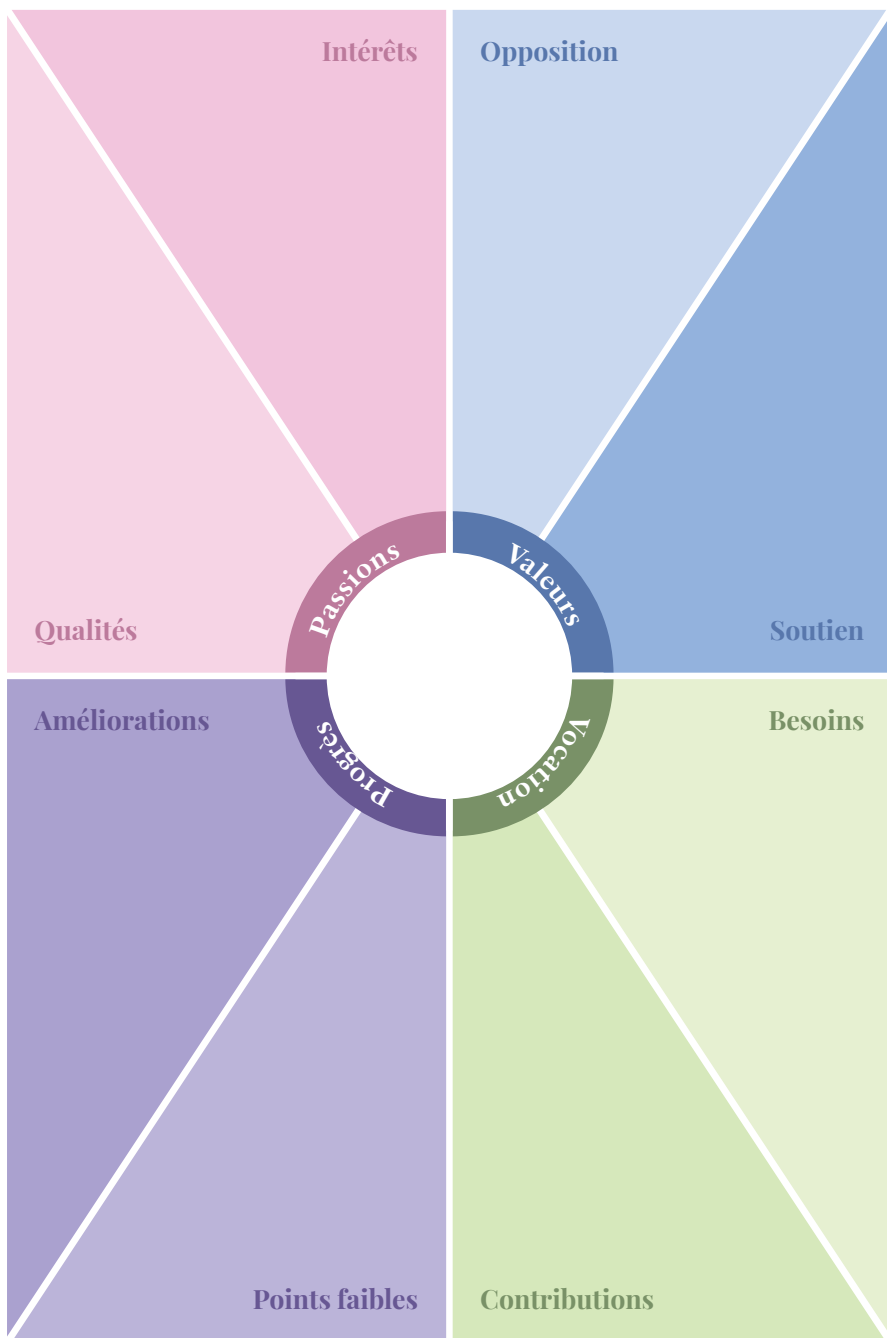 Intérêts
Opposition
Passions
Valeurs
Qualités
Soutien
Améliorations
Besoins
Progrès
Vocation
Points faibles
Contributions